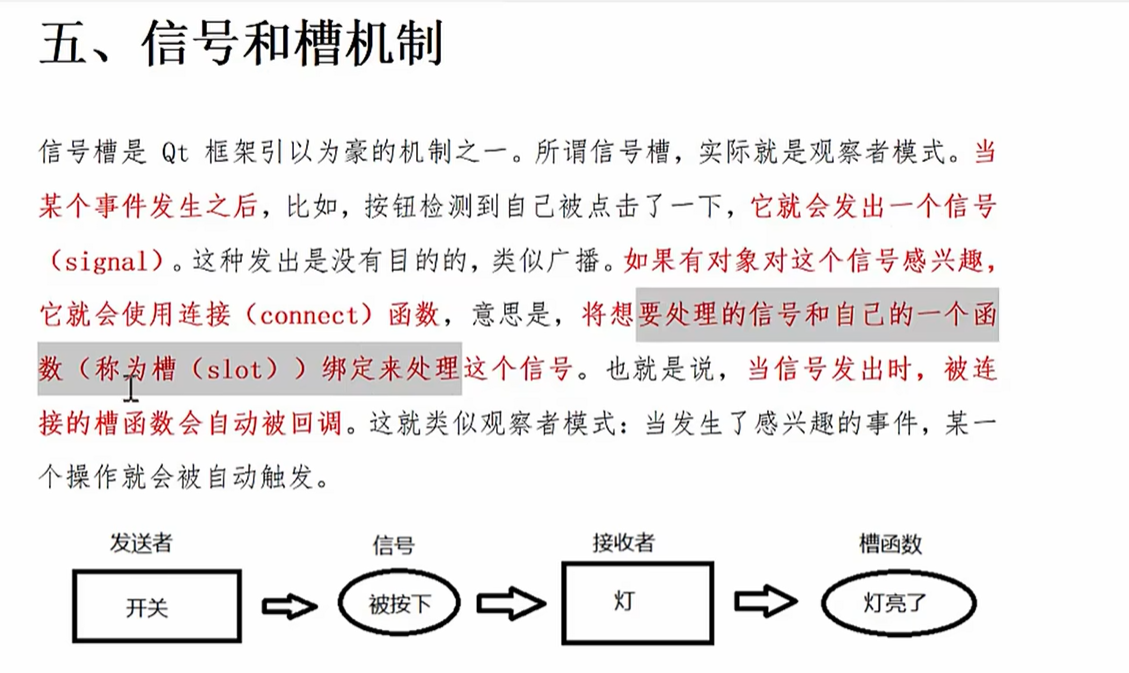 五、信号和槽机制
信号槽是 Qt 框架引以为豪的机制之一。所谓信号槽，实际就是观察者模式。当
某个事件发生之后，比如，按钮检测到自己被点击了一下，它就会发出一个信号
（signal）。这种发出是没有目的的，类似广播。如果有对象对这个信号感兴趣，
它就会使用连接（connect）函数，意思是，将想要处理的信号和自己的一个函
数（称为槽（slot））绑定来处理这个信号。也就是说，当信号发出时，被连
接的槽函数会自动被回调。这就类似观察者模式：当发生了感兴趣的事件，某一
个操作就会被自动触发。
发送者 信号 接收者 槽函数
开关 被按下 灯 灯亮了